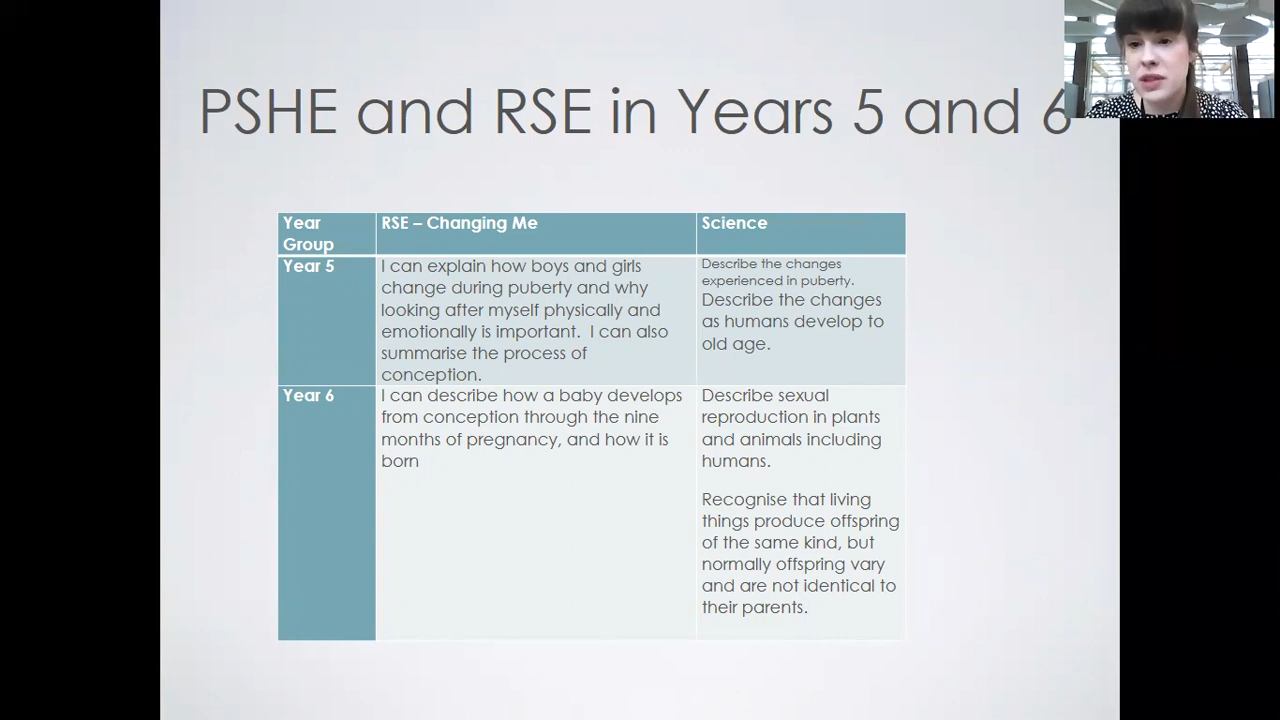 PSHE and RSE in Years 5 and 6
Year
Group
RSE – Changing Me
Science
Year 5
I can explain how boys and girls
change during puberty and why
looking after myself physically and
emotionally is important.  I can also
summarise the process of
conception.
Describe the changes
experienced in puberty.
Describe the changes
as humans develop to
old age.
Year 6
I can describe how a baby develops
from conception through the nine
months of pregnancy, and how it is
born
Describe sexual
reproduction in plants
and animals including
humans.
Recognise that living
things produce offspring
of the same kind, but
normally offspring vary
and are not identical to
their parents.